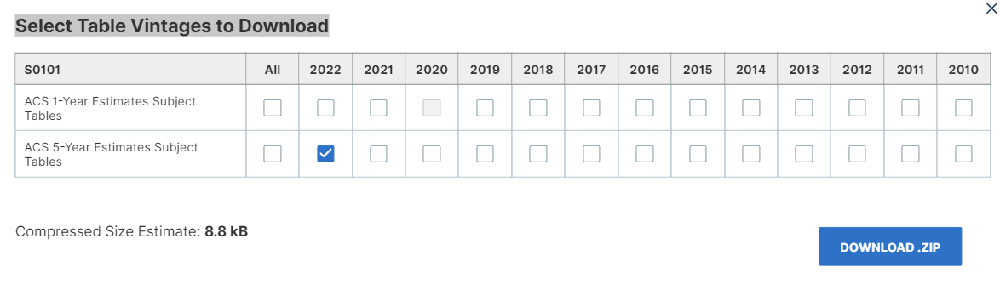 Select Table Vintages to Download
S0101 All 2022 2021 2020 2019 2018 2017 2016 2015 2014 2013 2012 2011 2010
ACS 1-Year Estimates Subject
Tables
ACS 5-Year Estimates Subject
Tables
Compressed Size Estimate: 8.8 kB
DOWNLOAD .ZIP